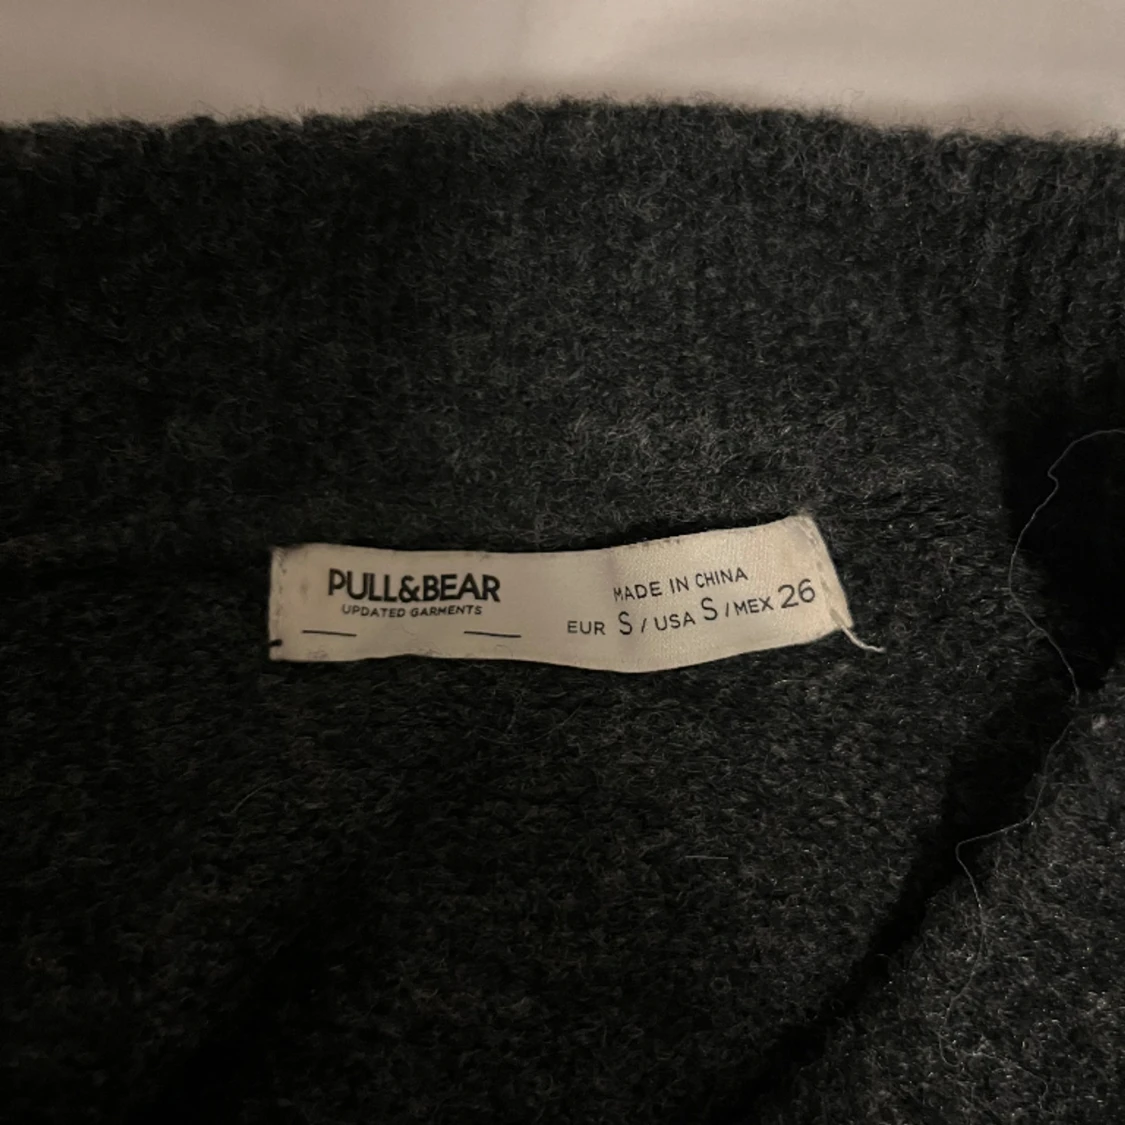 PULL&BEAR
UPDATED GARMENTS
MADE IN CHINA
EUR S / USA S / MEX 26